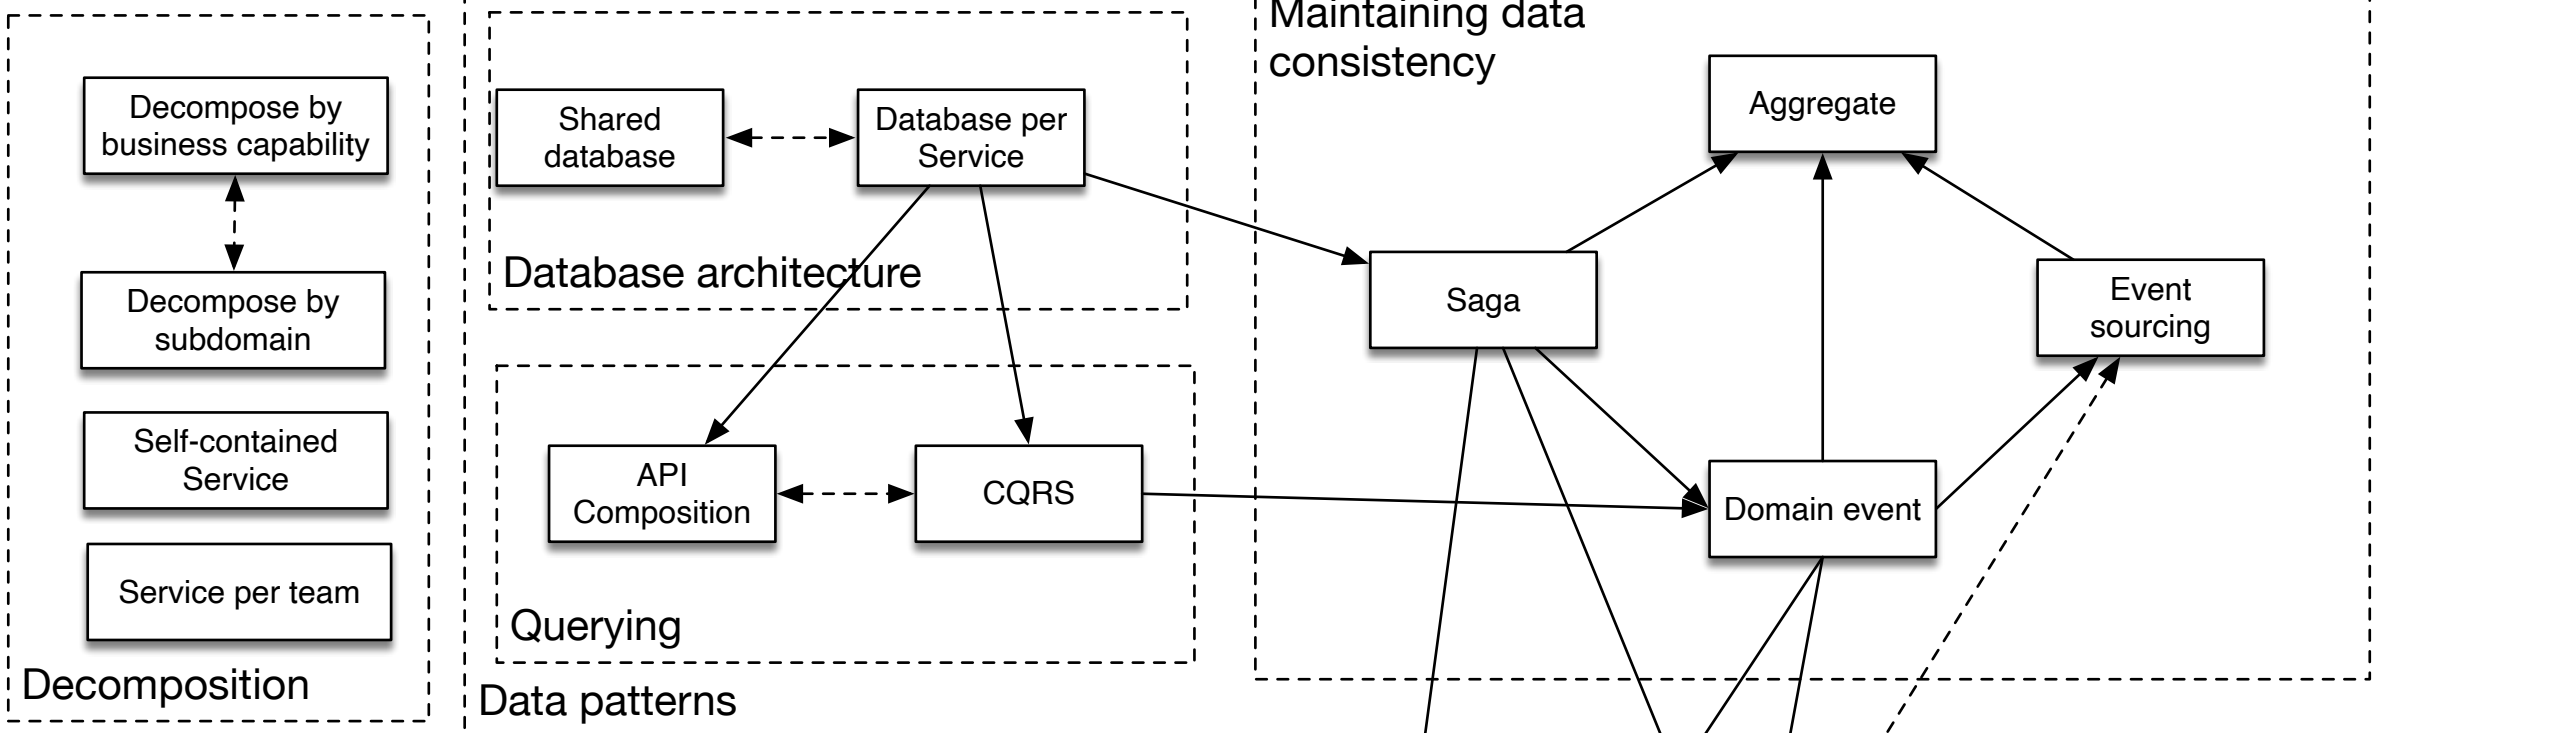 Decompose by
business capability
Decompose by
subdomain
Self-contained
Service
Service per team
Decomposition
Shared
database
Database per
Service
Database architecture
API
Composition
CQRS
Querying
Data patterns
Maintaining data
consistency
Aggregate
Saga
Event
sourcing
Domain event